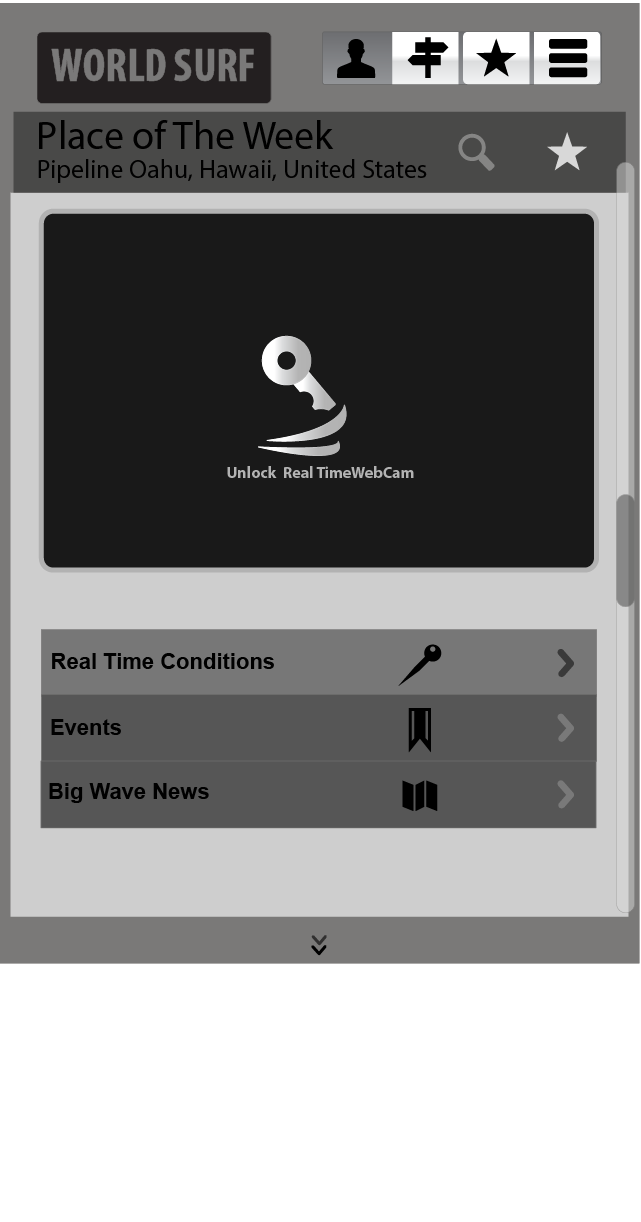 WORLD SURF
Place of The Week
Pipeline Oahu, Hawaii, United States
Unlock  Real TimeWebCam
Real Time Conditions
Events
Big Wave News